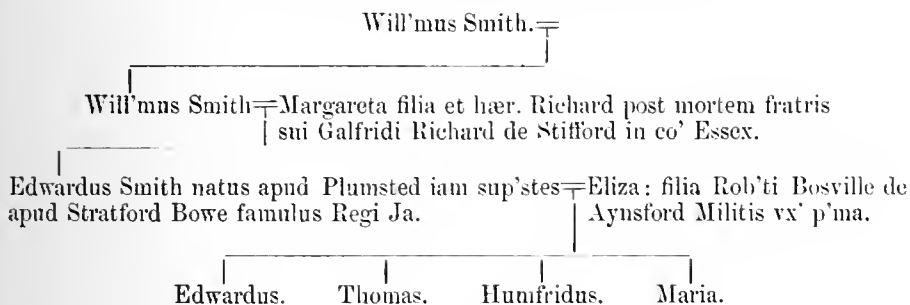 Will'mus Smith.
Will'mus Smith Margareta filia et hær. Richard post mortem fratris
sui Galfridi Richard de Stifford in co' Essex.
Edwardus Smith natus apud Plumsted iam sup'stes Eliza: filia Rob'ti Bosville de
apud Stratford Bowe famulus Regi Ja. Aynsford Militis vx' p'ma.
Edwardus. Thomas. Humfridus. Maria.